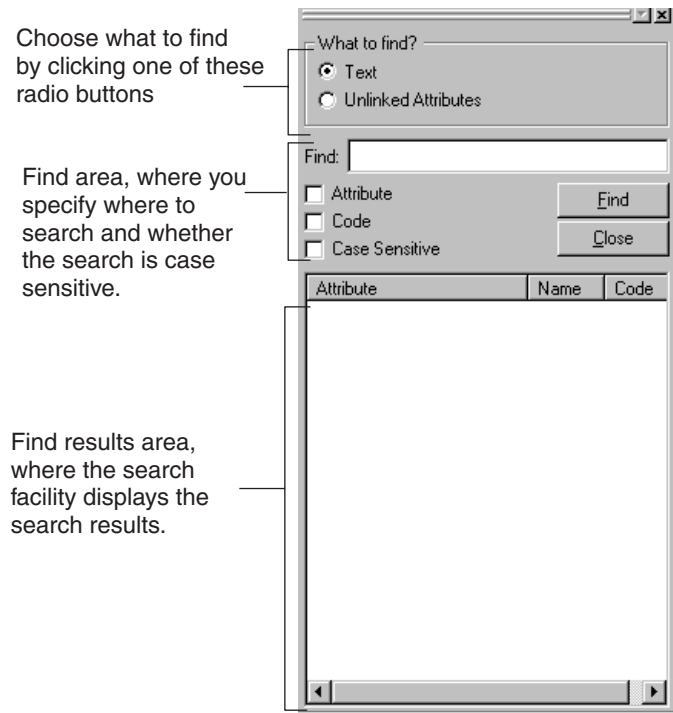 Choose what to find
by clicking one of these
radio buttons
What to find?
Text
Unlinked Attributes
Find area, where you
specify where to
search and whether
the search is case
sensitive.
Find:
Attribute
Code
Case Sensitive
Find
Close
Attribute Name Code
Find results area,
where the search
facility displays the
search results.